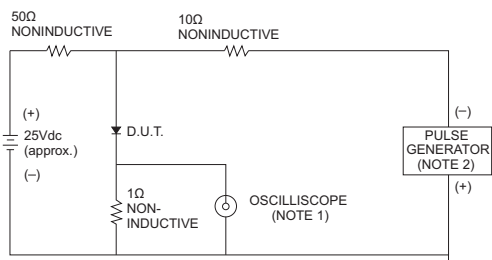 50Ω
NONINDUCTIVE
10Ω
NONINDUCTIVE
(+)
25Vdc
(approx.)
(–)
D.U.T.
1Ω
NON-
INDUCTIVE
OSCILLISCOPE
(NOTE 1)
(–)
PULSE
GENERATOR
(NOTE 2)
(+)